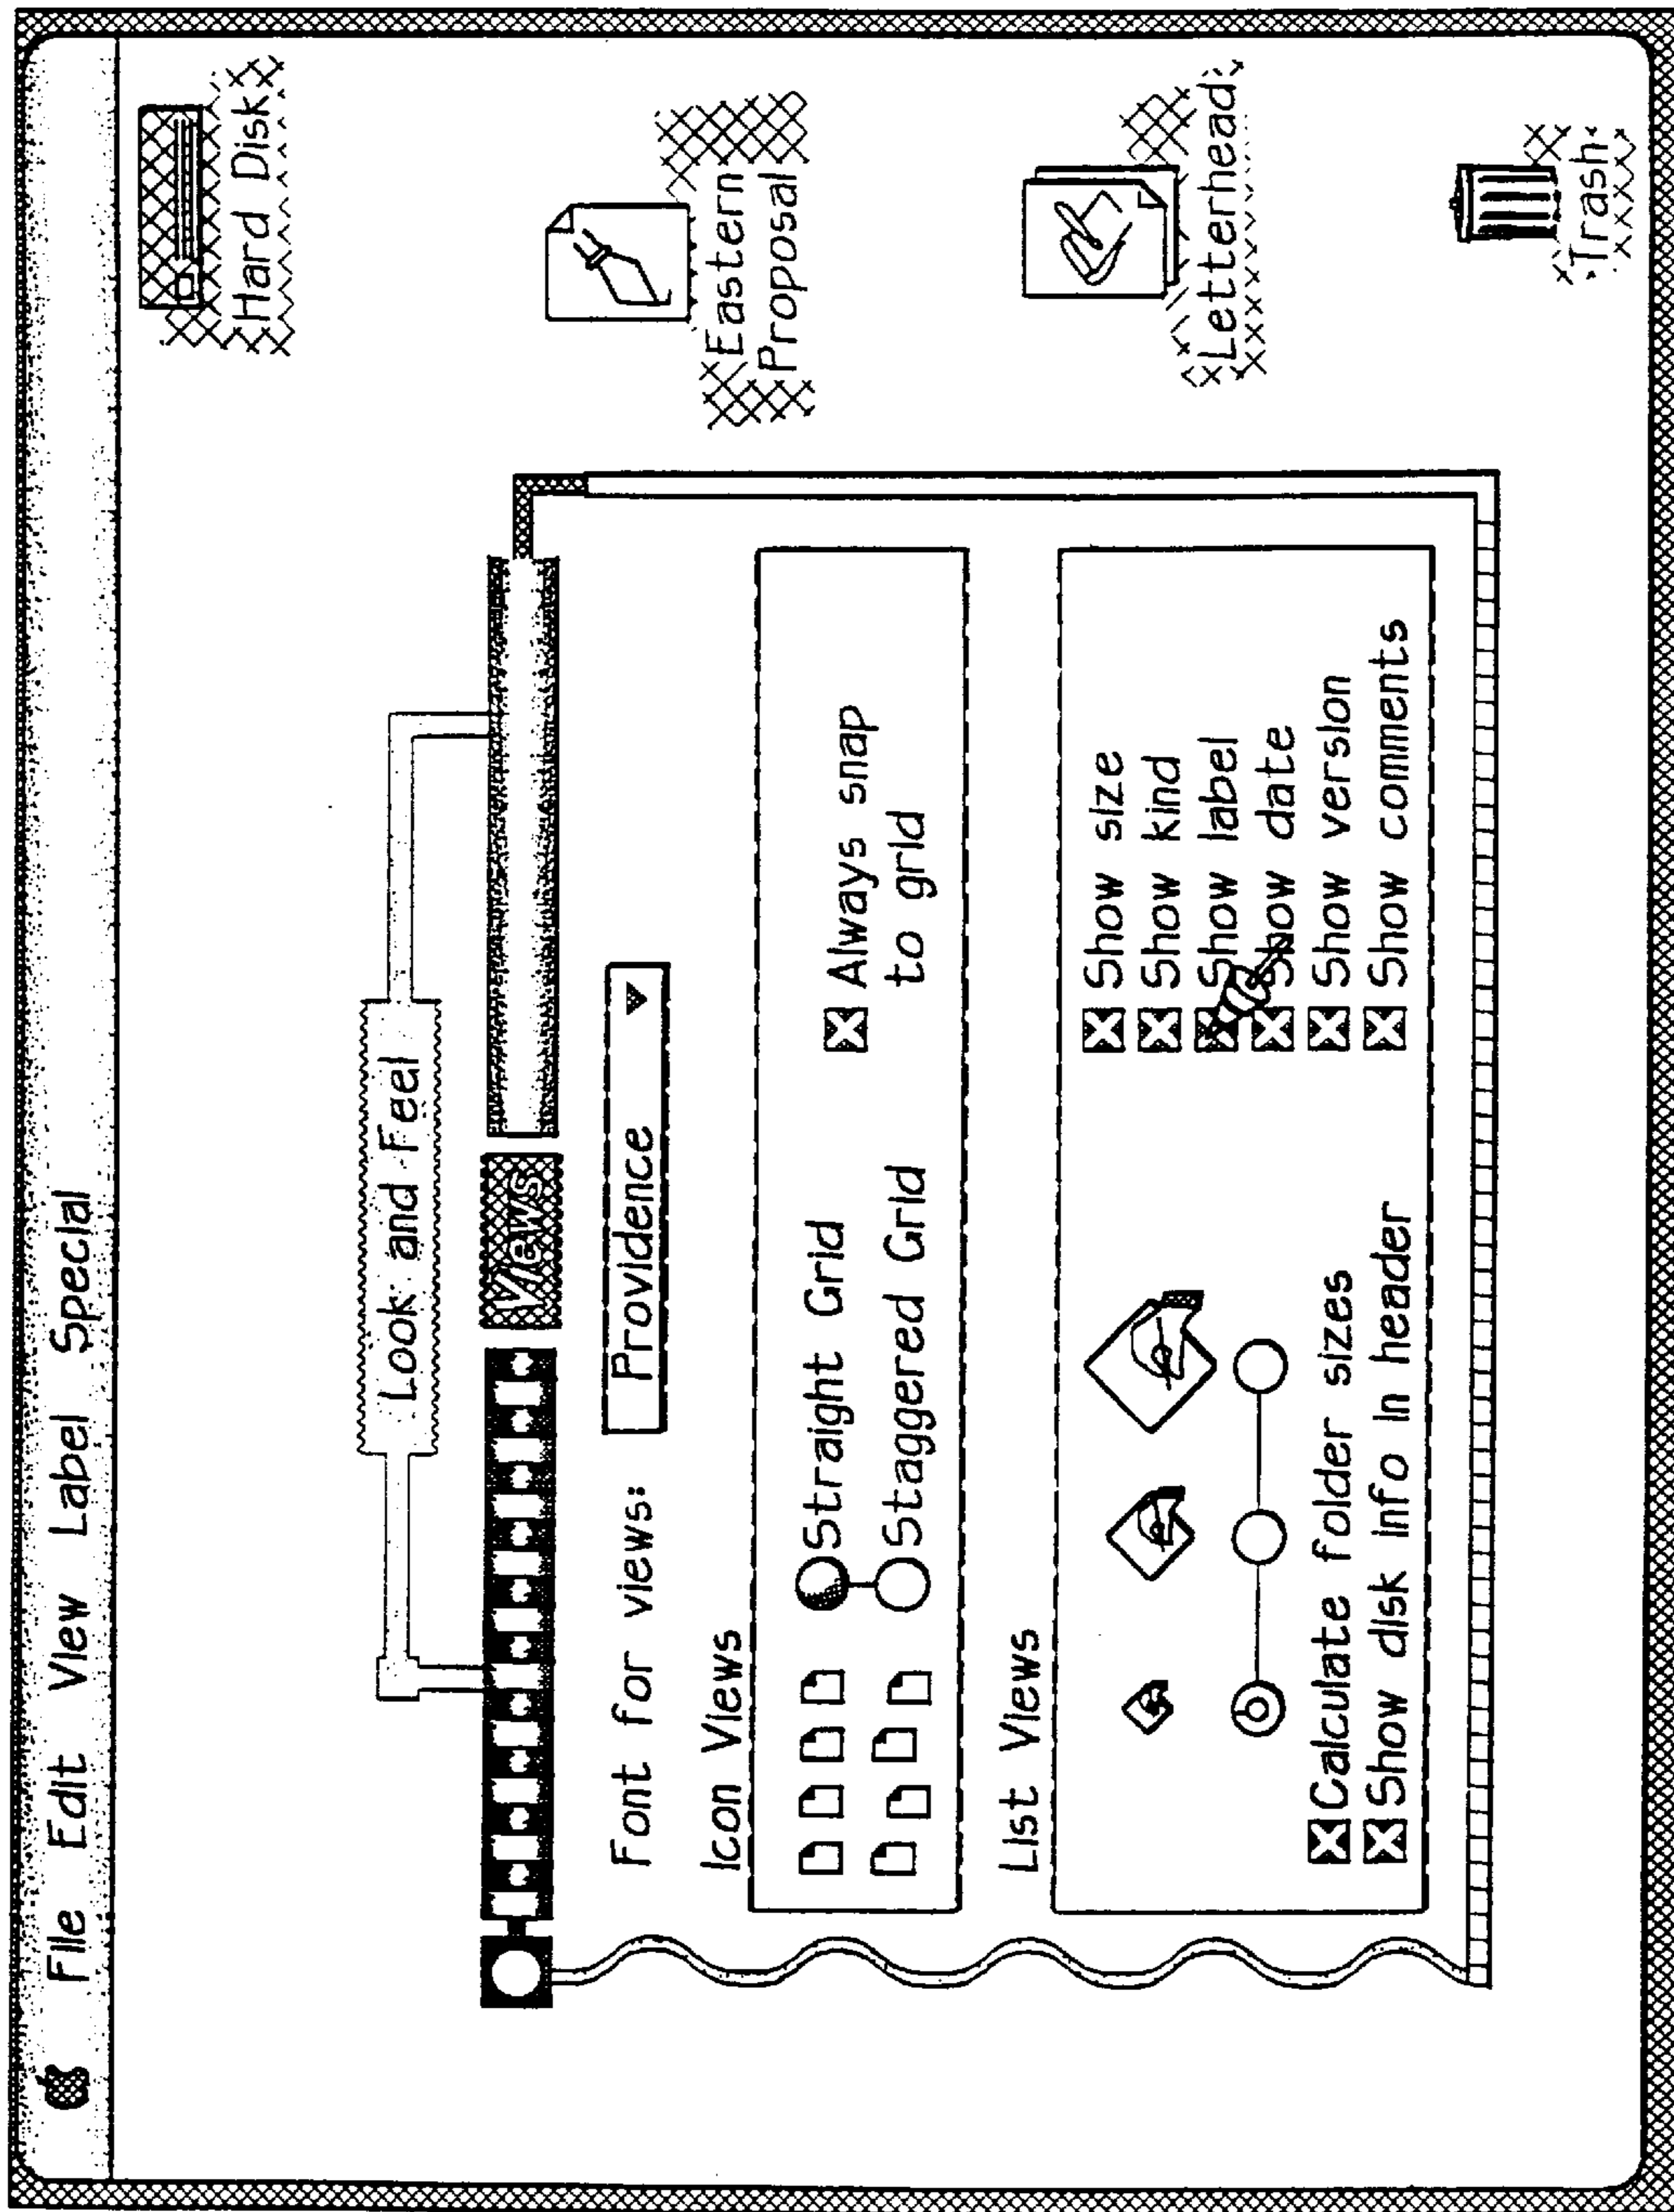 File Edit View Label Special
Hard Disk
Look and Feel
Views
Font for views: Providence
Eastern
Proposal
Icon Views
Straight Grid
Staggered Grid
Always snap
to grid
Letterhead
List Views
Show size
Show kind
Show label
Show date
Show version
Show comments
Calculate folder sizes
Show disk info in header
Trash